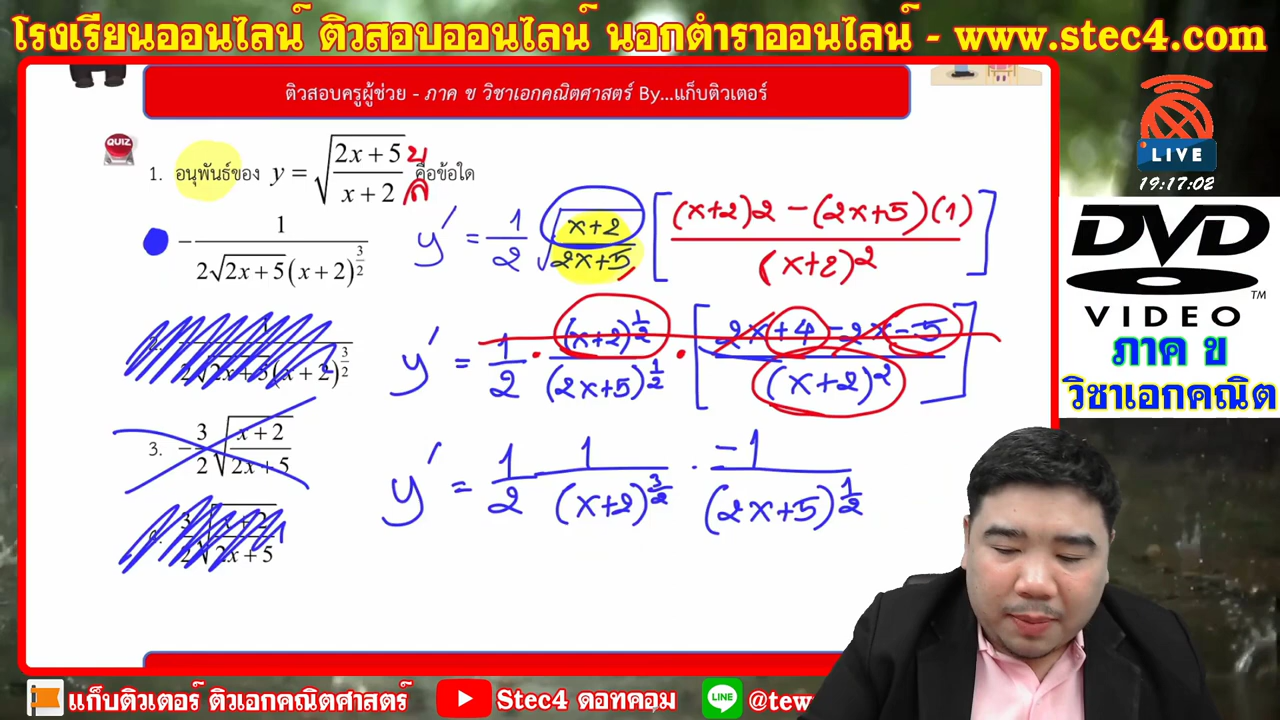 โรงเรียนออนไลน์ ติวสอบออนไลน์ นอกตำราออนไลน์ - www.stec4.com
ติวสอบครูผู้ช่วย - ภาค ข วิชาเอกคณิตศาสตร์ By...แก็บติวเตอร์
QUIZ
1. อนุพันธ์ของ y = √((2x+5)/(x+2)) คือข้อใด
บ
ล
-1/(2√(2x+5)(x+2)^(3/2))
y' = 1/2 √((x+2)/(2x+5)) [((x+2)2 - (2x+5)(1))/(x+2)^2]
y' = 1/2 · (x+2)^(1/2)/(2x+5)^(1/2) · [(2x+4-2x-5)/(x+2)^2]
3. -3/2 √((x+2)/(2x+5))
y' = 1/2 1/(x+2)^(3/2) · -1/(2x+5)^(1/2)
LIVE
19:17:02
DVD
VIDEO
TM
ภาค ข
วิชาเอกคณิต
แก็บติวเตอร์ ติวเอกคณิตศาสตร์
Stec4 ดอทคอม
LINE